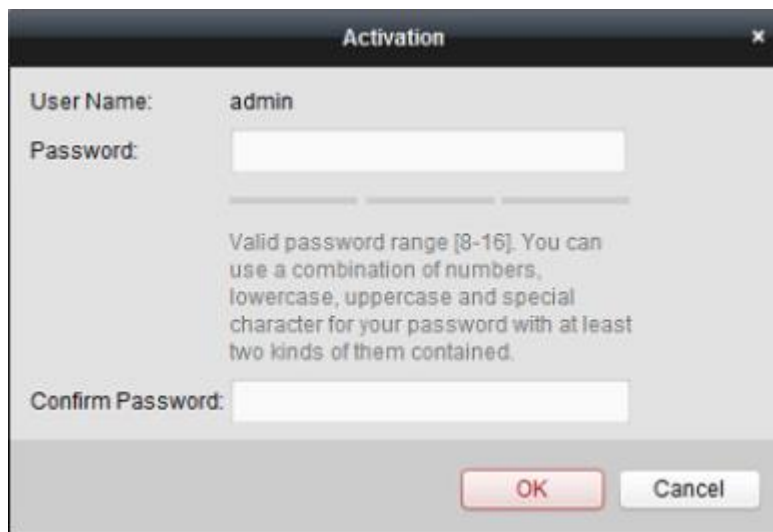 Activation
User Name: admin
Password:
Valid password range [8-16]. You can
use a combination of numbers,
lowercase, uppercase and special
character for your password with at least
two kinds of them contained.
Confirm Password:
OK Cancel